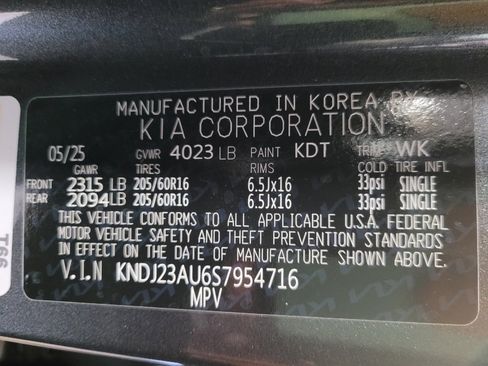 MANUFACTURED IN KOREA BY
KIA CORPORATION
05/25 GVWR 4023 LB PAINT KDT TRIM WK
GAWR TIRES RIMS COLD TIRE INFL
FRONT 2315 LB 205/60R16 6.5Jx16 33psi SINGLE
REAR 2094 LB 205/60R16 6.5Jx16 33psi SINGLE
THIS VEHICLE CONFORMS TO ALL APPLICABLE U.S.A. FEDERAL
MOTOR VEHICLE SAFETY AND THEFT PREVENTION STANDARDS
IN EFFECT ON THE DATE OF MANUFACTURE SHOWN ABOVE.
V.I.N KNDJ23AU6S7954716
MPV